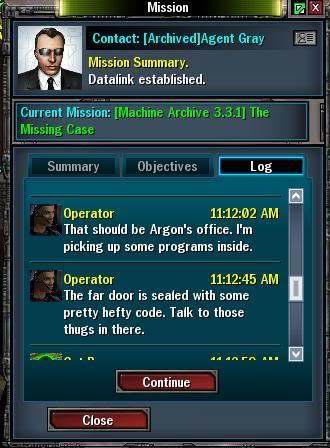 Mission
Contact: [Archived]Agent Gray
Mission Summary.
Datalink established.
Current Mission: [Machine Archive 3.3.1] The
Missing Case
Summary
Objectives
Log
Operator
11:12:02 AM
That should be Argon's office. I'm
picking up some programs inside.
Operator
11:12:45 AM
The far door is sealed with some
pretty hefty code. Talk to those
thugs in there.
Continue
Close